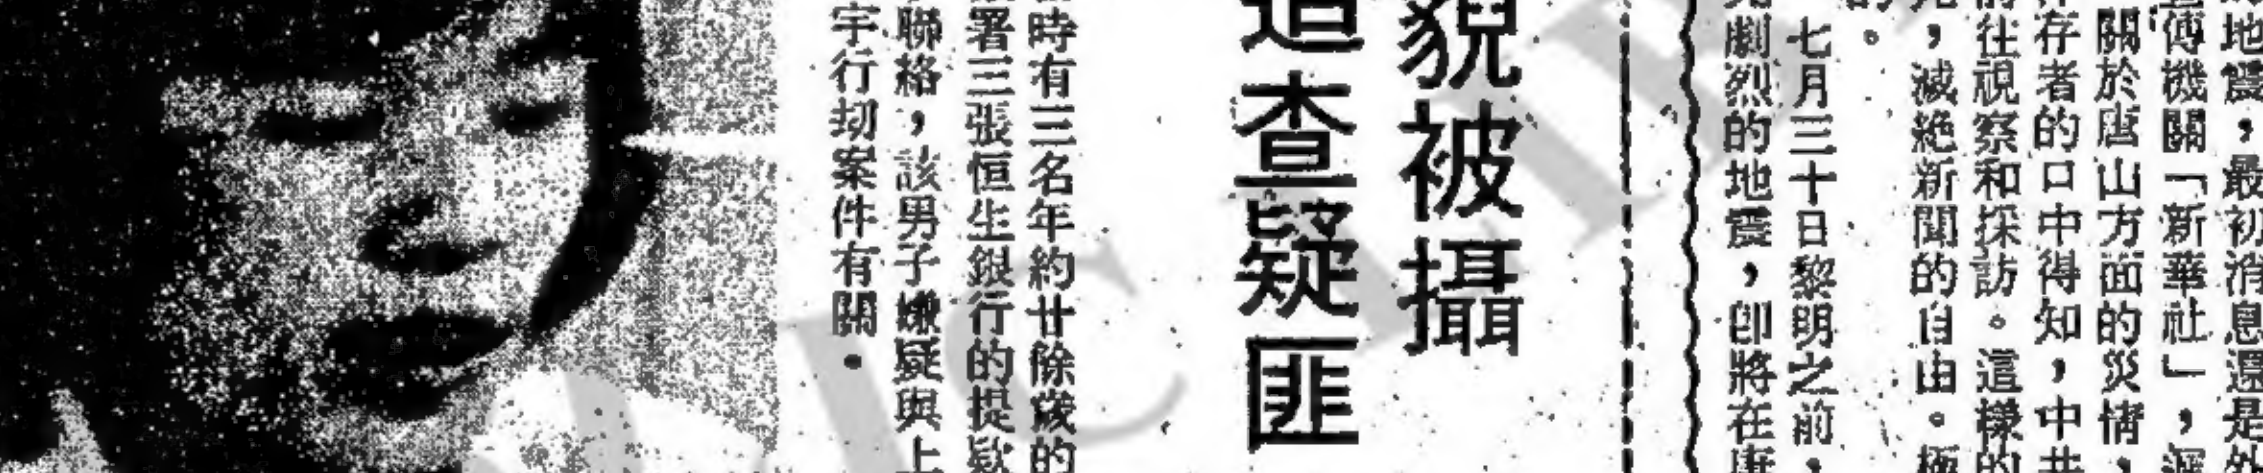 地震，最初消息還是
傳機關「新華社」，
關於唐山方面的災情，
存者的口中得知，中共
前往視察和採訪。這樣的
，滅絕新聞的自由。極
的。
七月三十日黎明之前，
劇烈的地震，即將在唐
貌被攝
追查疑匪
時有三名年約廿餘歲的
署三張恒生銀行的提欵
聯絡，該男子嫌疑與上
宇行刧案件有關。